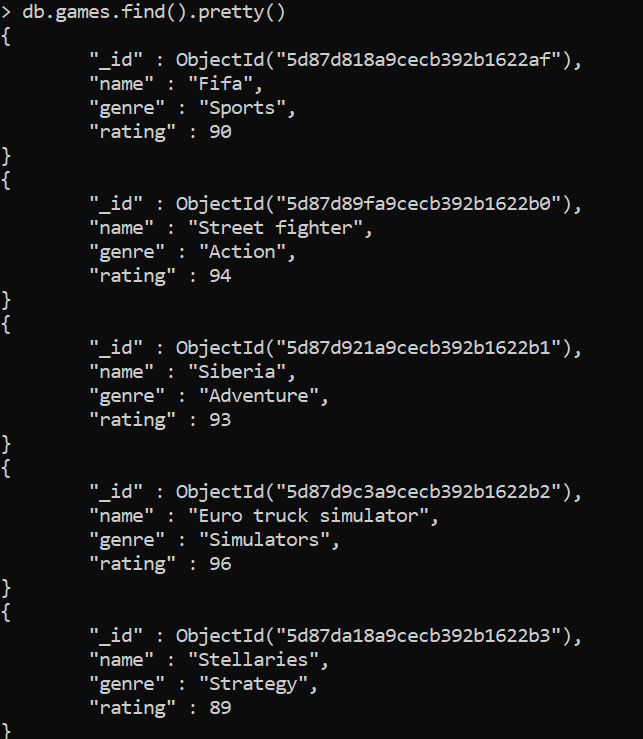 > db.games.find().pretty()
{
        "_id" : ObjectId("5d87d818a9cecb392b1622af"),
        "name" : "Fifa",
        "genre" : "Sports",
        "rating" : 90
}
{
        "_id" : ObjectId("5d87d89fa9cecb392b1622b0"),
        "name" : "Street fighter",
        "genre" : "Action",
        "rating" : 94
}
{
        "_id" : ObjectId("5d87d921a9cecb392b1622b1"),
        "name" : "Siberia",
        "genre" : "Adventure",
        "rating" : 93
}
{
        "_id" : ObjectId("5d87d9c3a9cecb392b1622b2"),
        "name" : "Euro truck simulator",
        "genre" : "Simulators",
        "rating" : 96
}
{
        "_id" : ObjectId("5d87da18a9cecb392b1622b3"),
        "name" : "Stellaries",
        "genre" : "Strategy",
        "rating" : 89
}